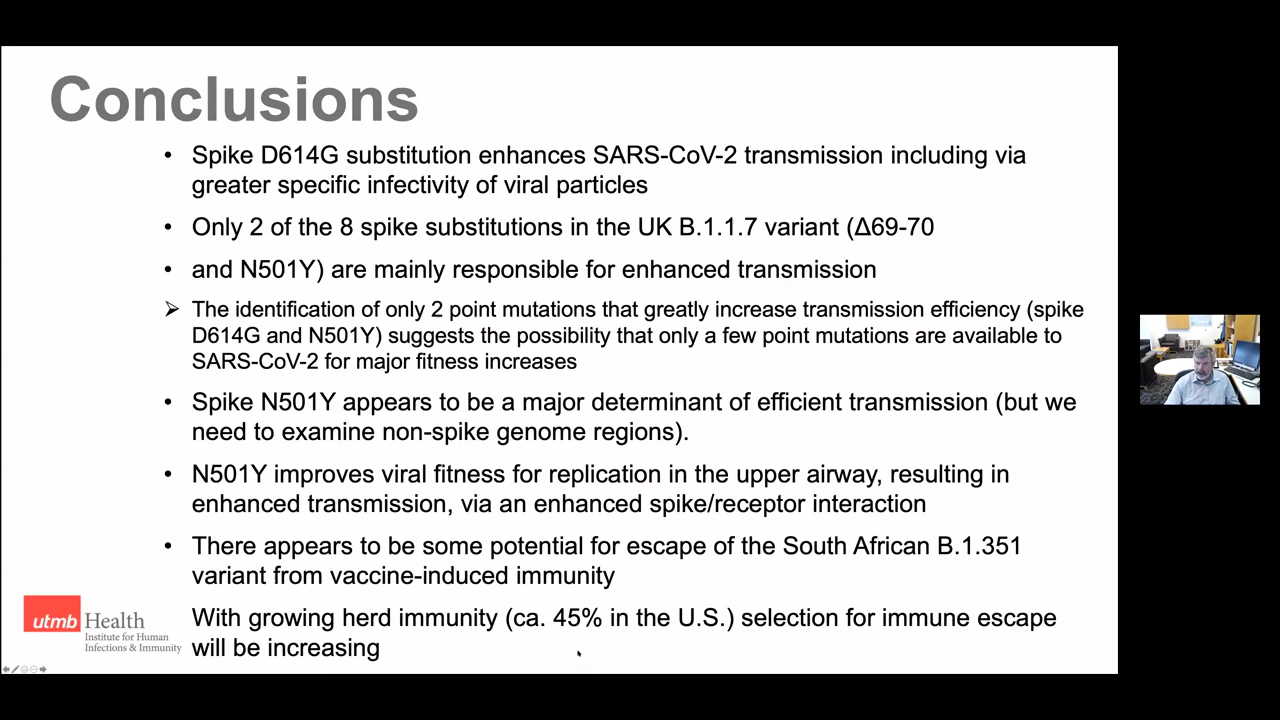 Conclusions
• Spike D614G substitution enhances SARS-CoV-2 transmission including via
greater specific infectivity of viral particles
• Only 2 of the 8 spike substitutions in the UK B.1.1.7 variant (Δ69-70
• and N501Y) are mainly responsible for enhanced transmission
➢ The identification of only 2 point mutations that greatly increase transmission efficiency (spike
D614G and N501Y) suggests the possibility that only a few point mutations are available to
SARS-CoV-2 for major fitness increases
• Spike N501Y appears to be a major determinant of efficient transmission (but we
need to examine non-spike genome regions).
• N501Y improves viral fitness for replication in the upper airway, resulting in
enhanced transmission, via an enhanced spike/receptor interaction
• There appears to be some potential for escape of the South African B.1.351
variant from vaccine-induced immunity
With growing herd immunity (ca. 45% in the U.S.) selection for immune escape
will be increasing
utmb Health
Institute for Human
Infections & Immunity